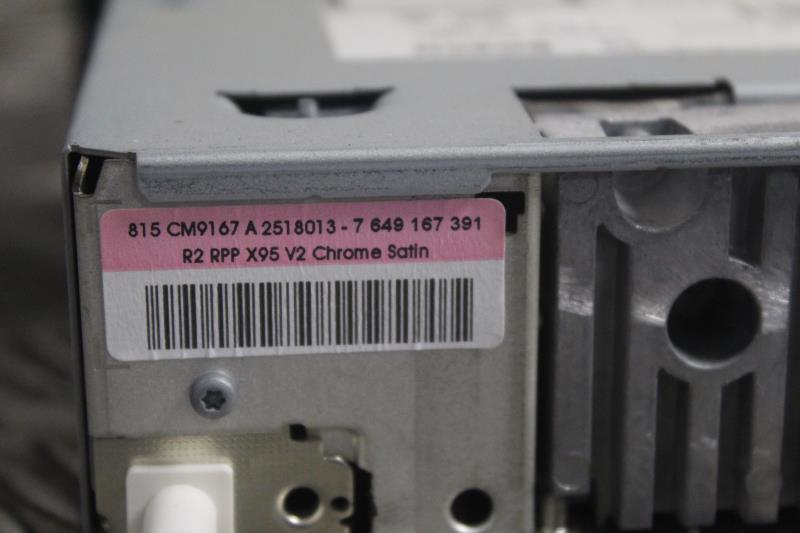 815 CM9167 A 2518013 - 7 649 167 391
R2 RPP X95 V2 Chrome Satin